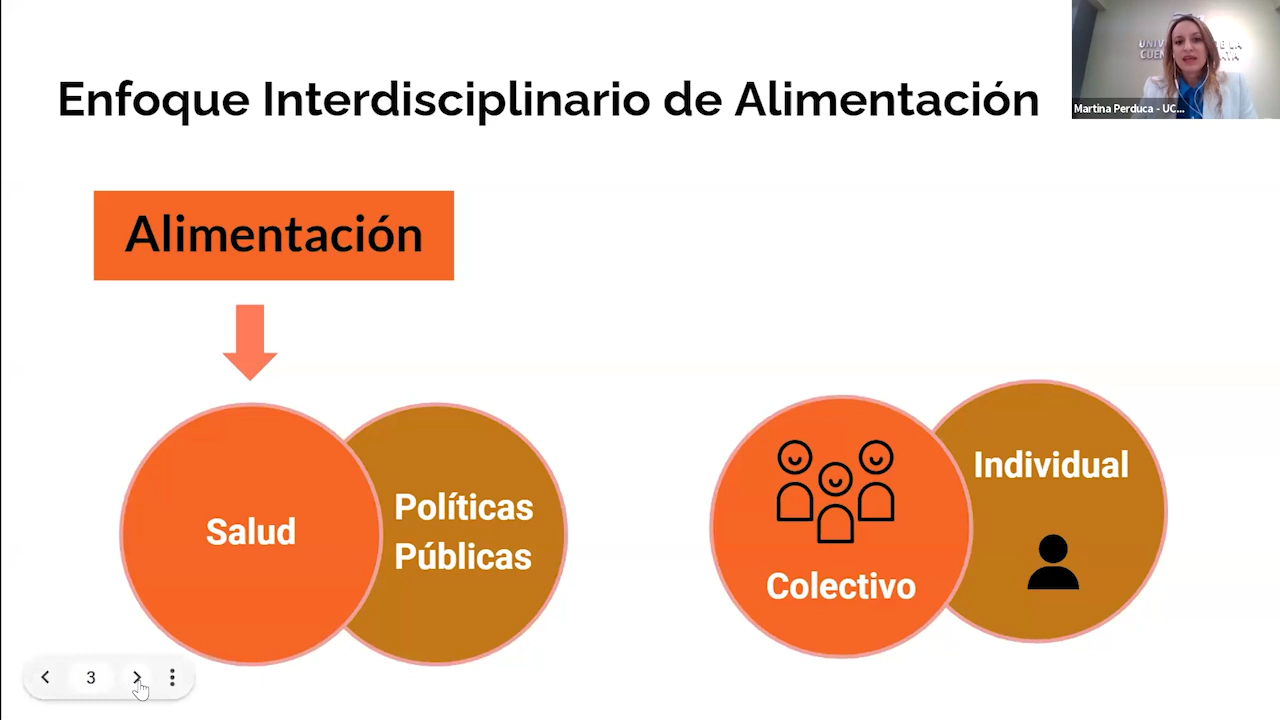 Enfoque Interdisciplinario de Alimentación
Martina Perduca - UC...
Alimentación
Salud
Políticas
Públicas
Colectivo
Individual
3